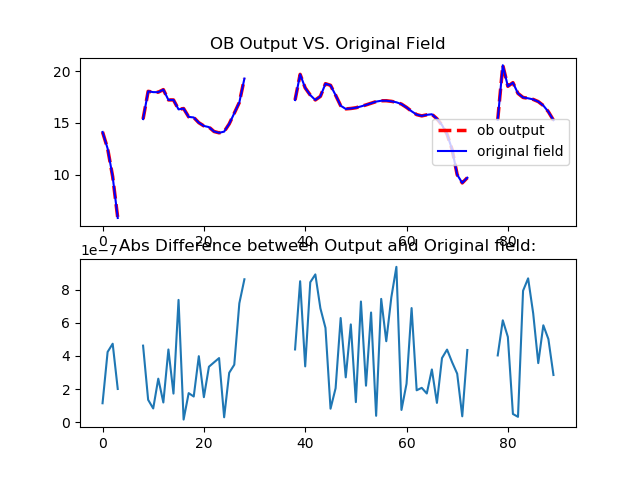 OB Output VS. Original Field
20
15
10
ob output
original field
0 20 40 60 80
1e−7
Abs Difference between Output and Original field:
8
6
4
2
0
0 20 40 60 80